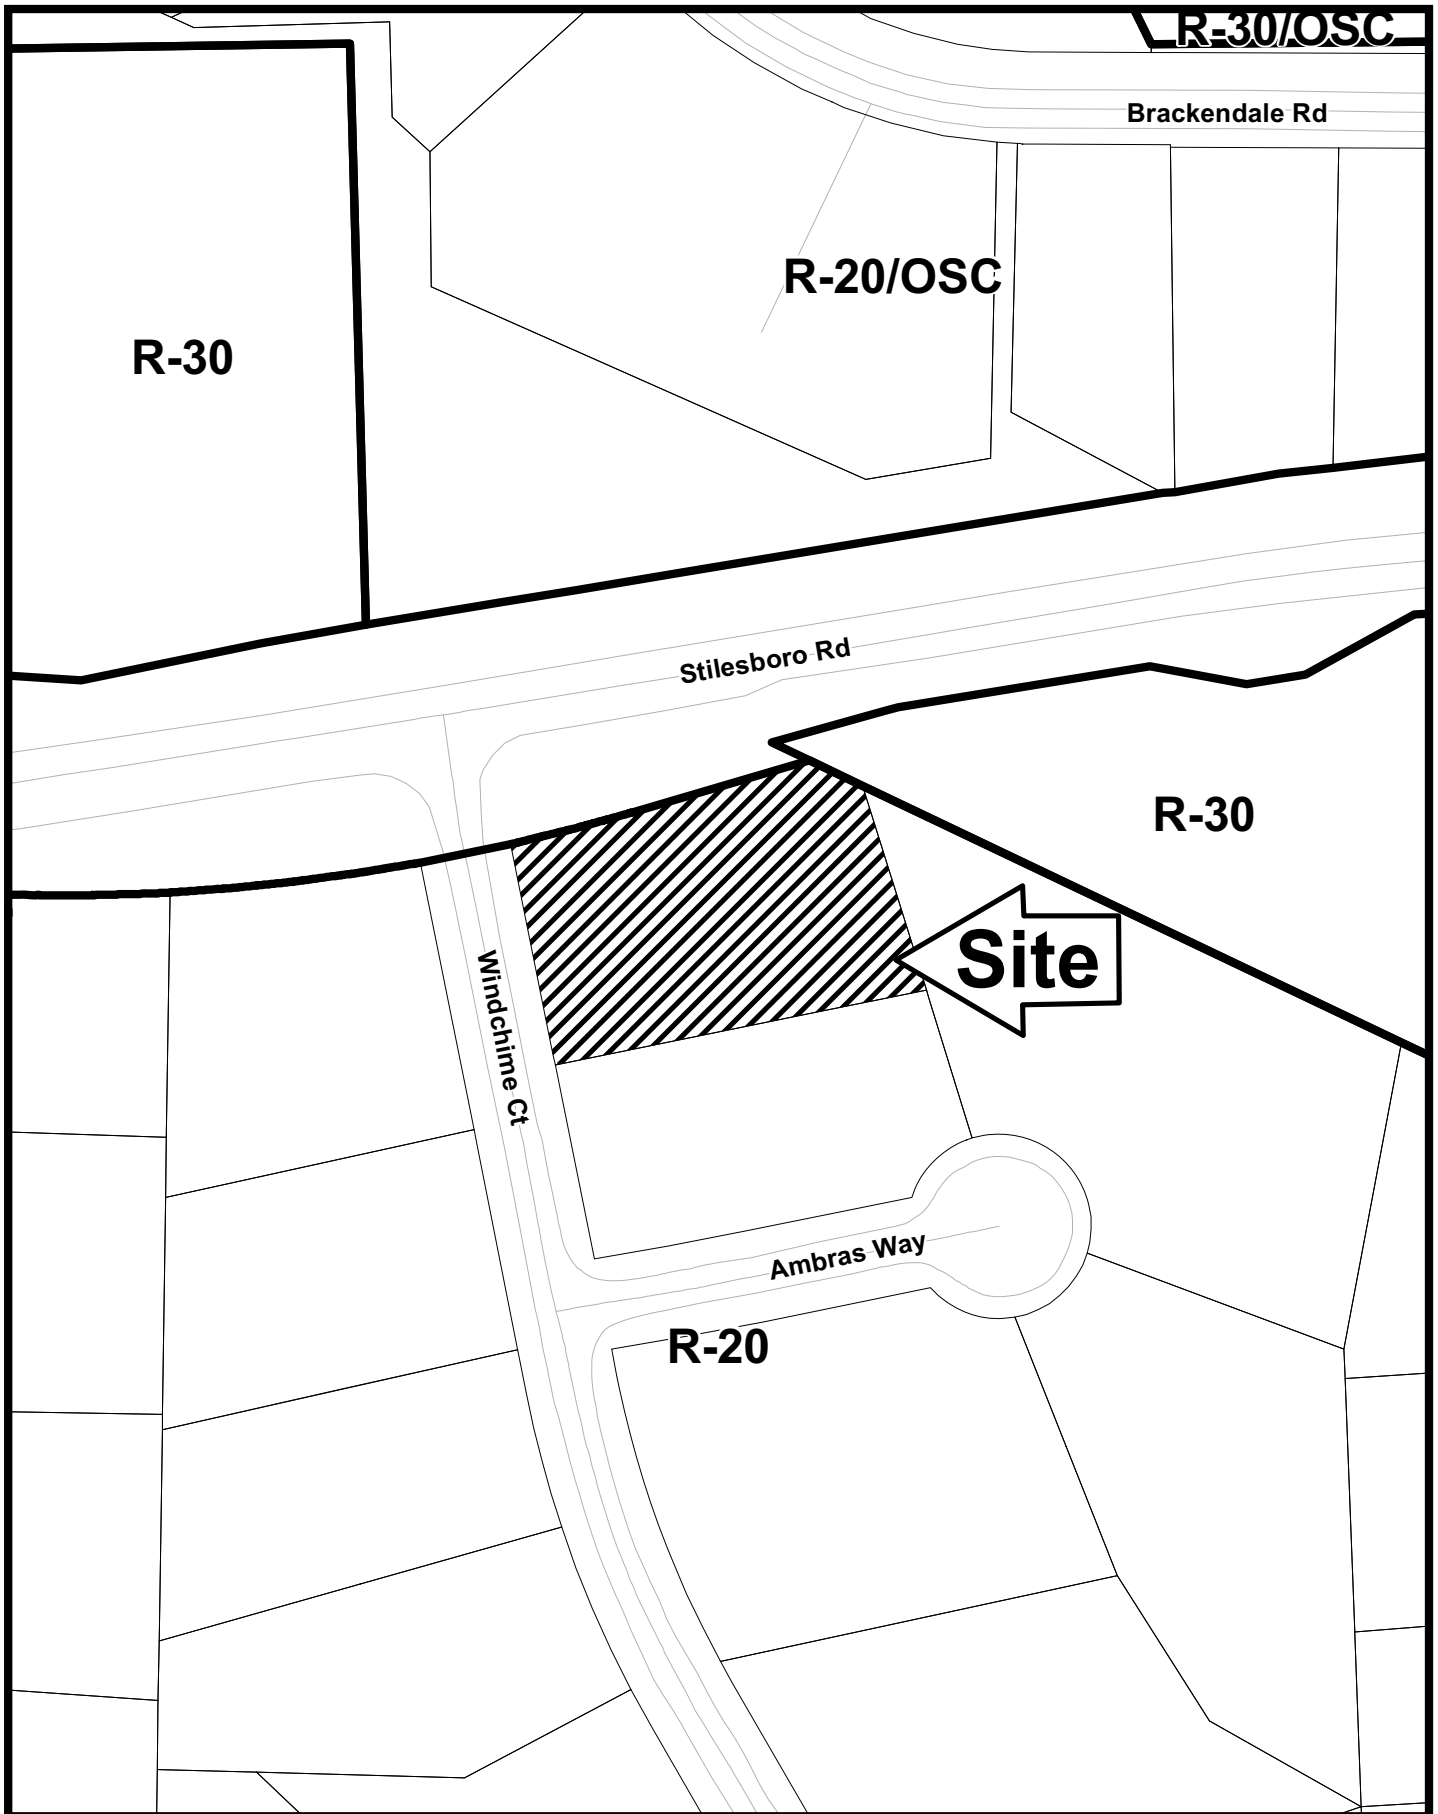 R-30/OSC
Brackendale Rd
R-20/OSC
R-30
Stilesboro Rd
R-30
Site
Windchime Ct
Ambras Way
R-20